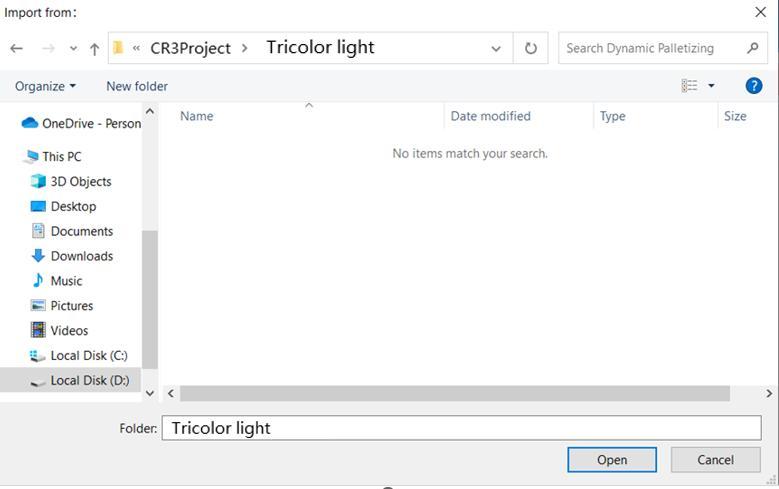 Import from：
« CR3Project > Tricolor light
Search Dynamic Palletizing
Organize
New folder
?
Name
Date modified
Type
Size
No items match your search.
OneDrive - Person
This PC
3D Objects
Desktop
Documents
Downloads
Music
Pictures
Videos
Local Disk (C:)
Local Disk (D:)
Folder:
Tricolor light
Open
Cancel